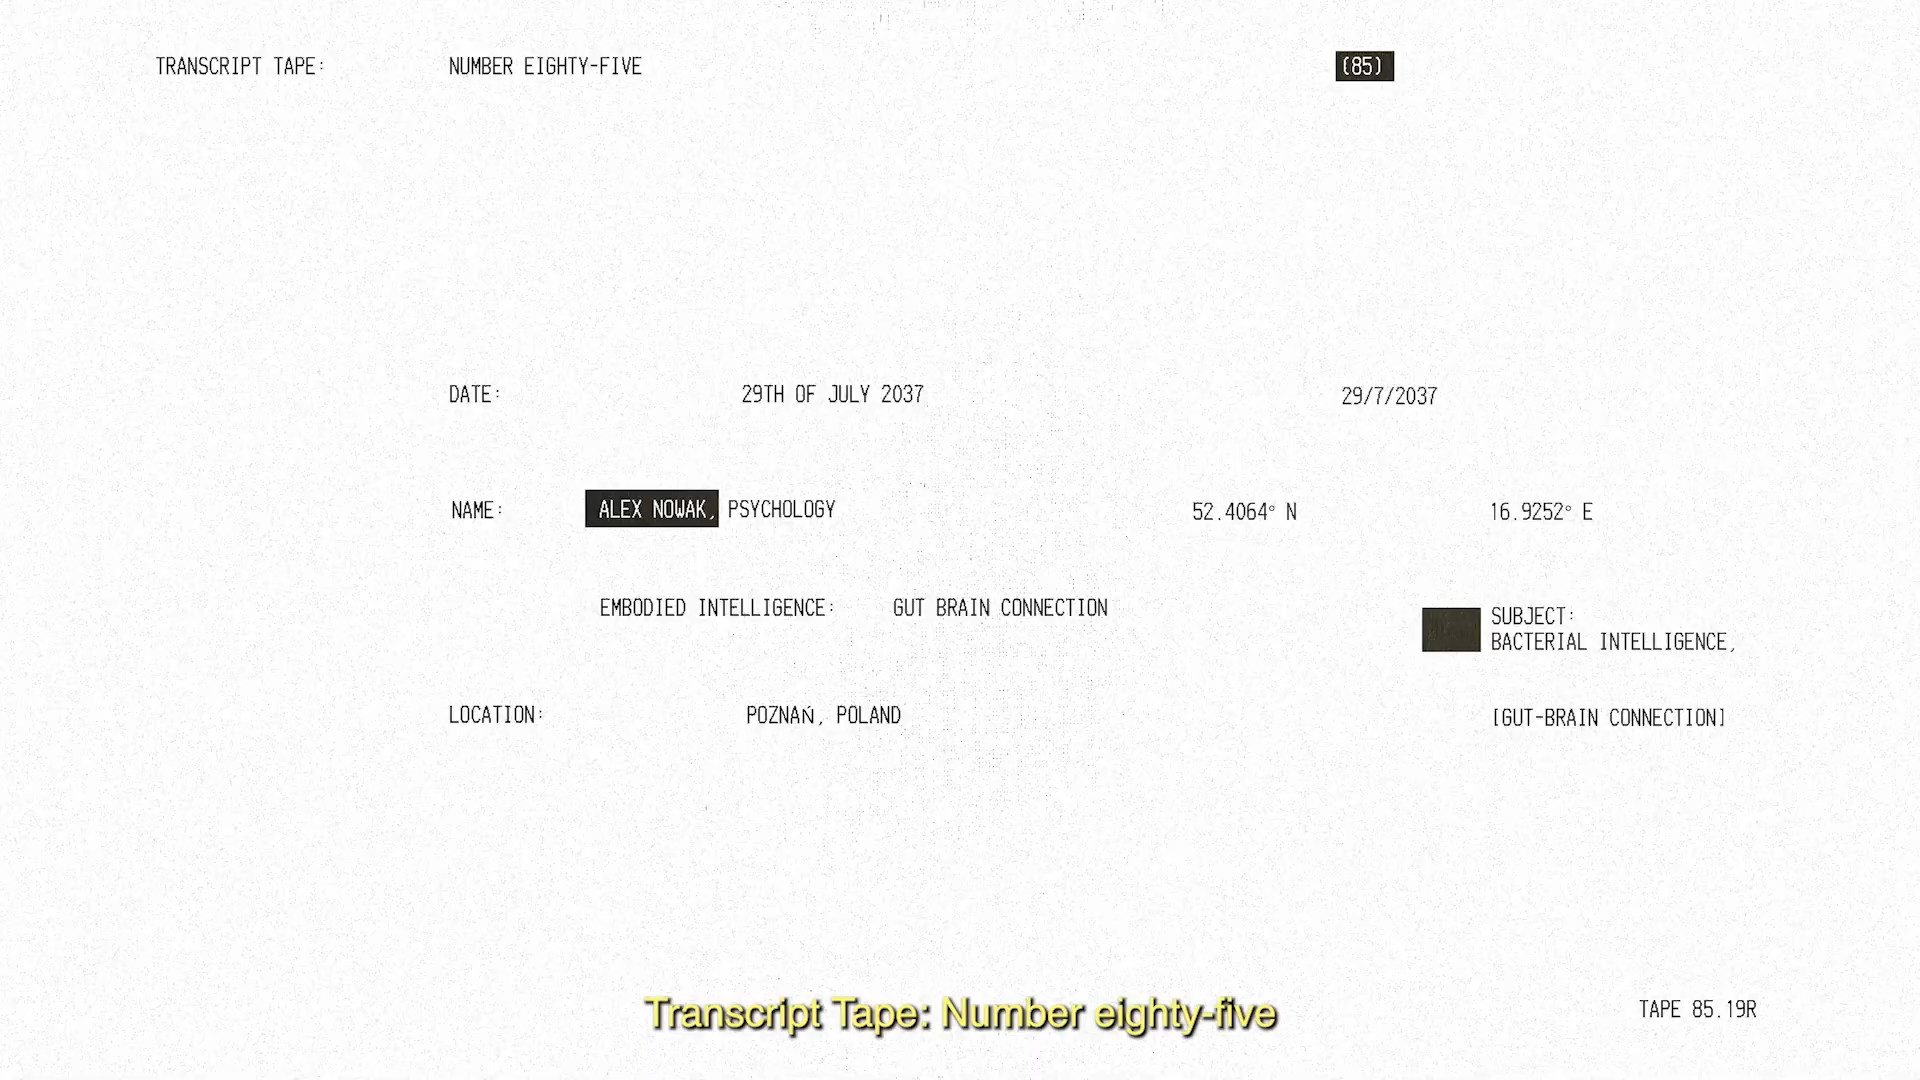 TRANSCRIPT TAPE: NUMBER EIGHTY-FIVE (85)
DATE: 29TH OF JULY 2037 29/7/2037
NAME: ALEX NOWAK, PSYCHOLOGY 52.4064° N 16.9252° E
EMBODIED INTELLIGENCE: GUT BRAIN CONNECTION
SUBJECT:
BACTERIAL INTELLIGENCE,
LOCATION: POZNAŃ, POLAND
[GUT-BRAIN CONNECTION]
Transcript Tape: Number eighty-five
TAPE 85.19R